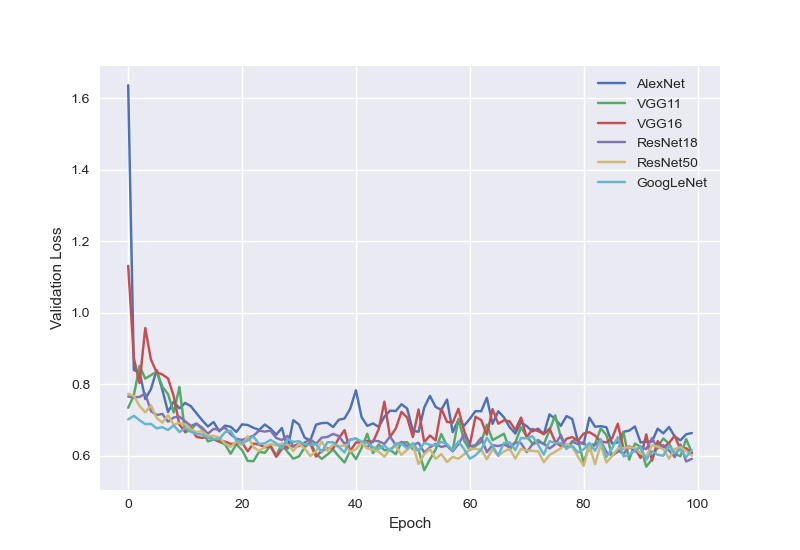 AlexNet
VGG11
VGG16
ResNet18
ResNet50
GoogLeNet
1.6
1.4
1.2
1.0
0.8
0.6
Validation Loss
0 20 40 60 80 100
Epoch